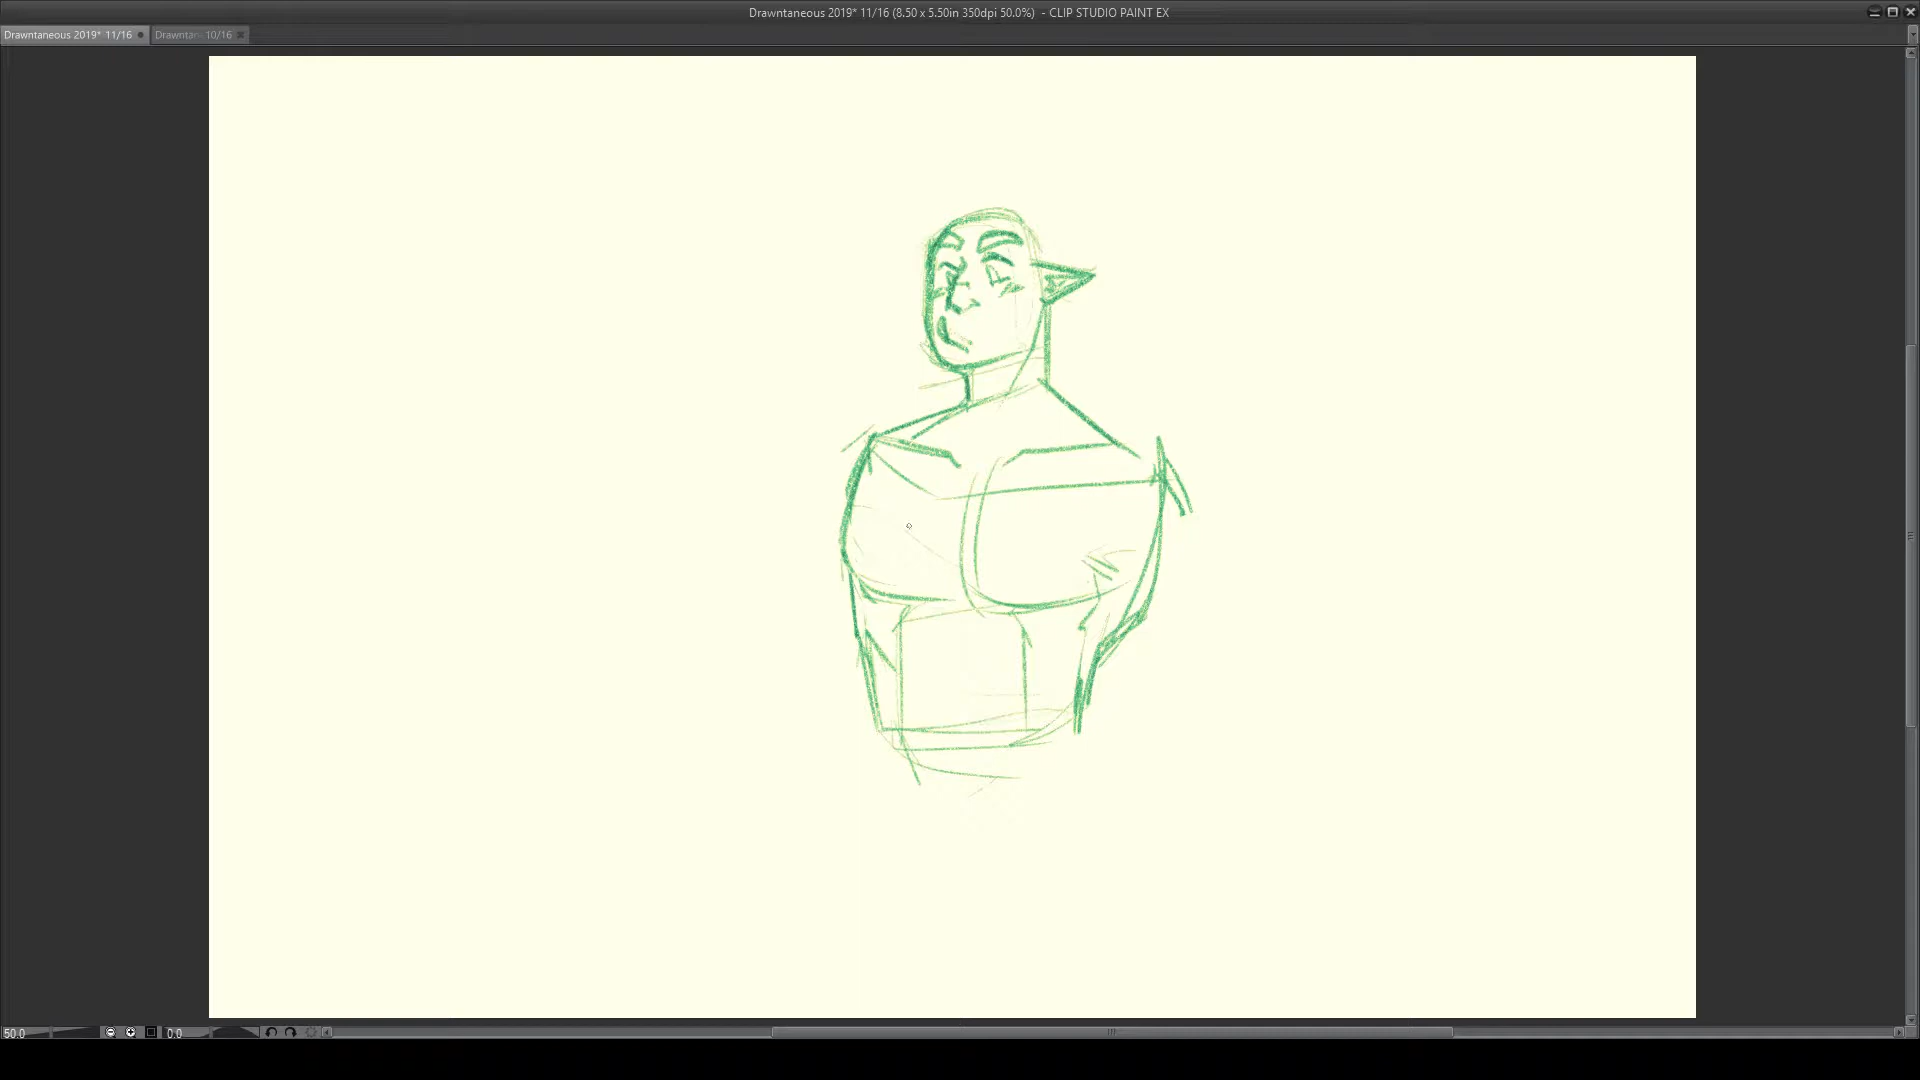 Drawntaneous 2019* 11/16 (8.50 x 5.50in 350dpi 50.0%) - CLIP STUDIO PAINT EX
Drawntaneous 2019* 11/16 Drawntan- 10/16
50.0 0.0